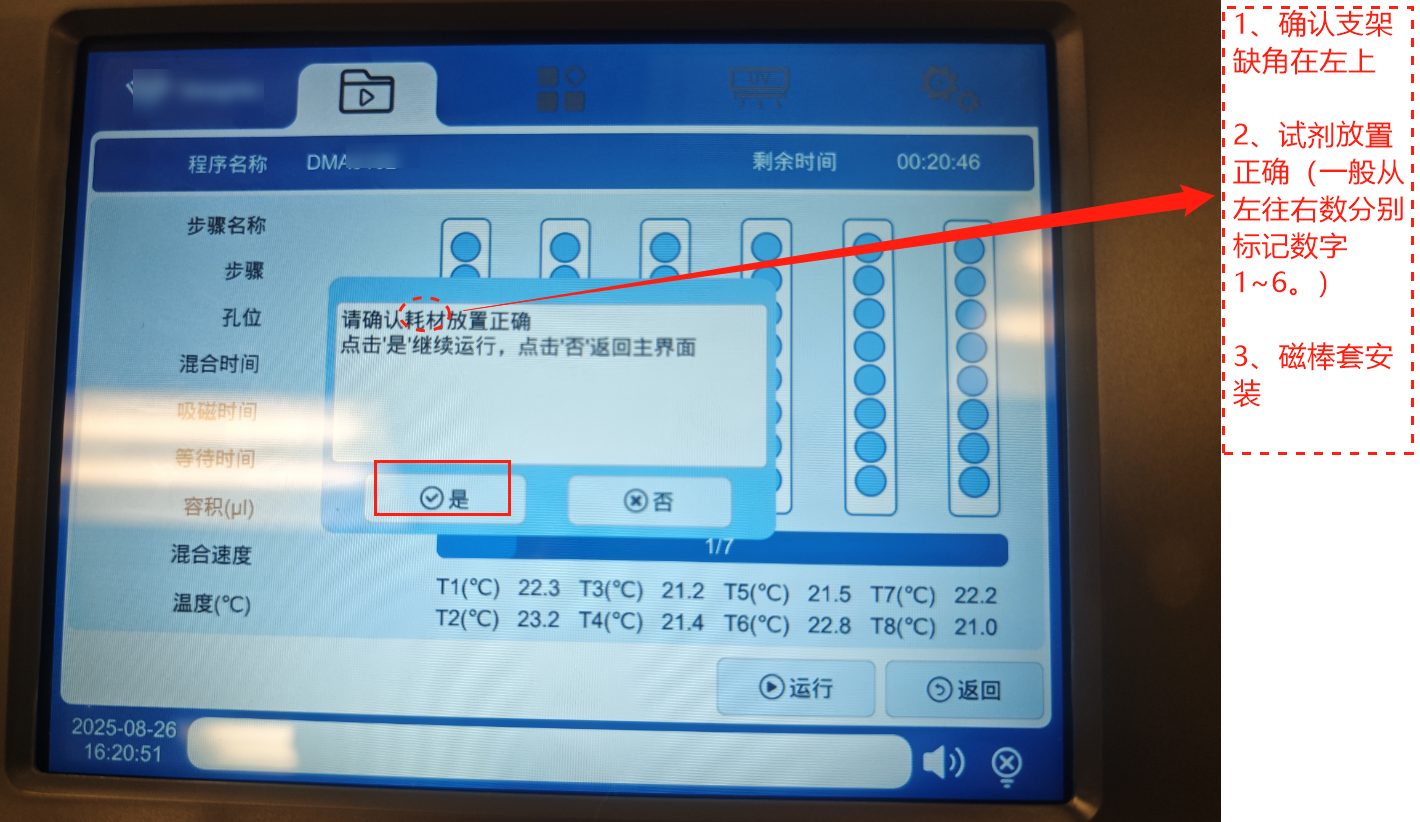 程序名称
剩余时间 00:20:46
步骤名称
步骤
孔位
混合时间
吸磁时间
等待时间
容积(μl)
混合速度
温度(℃)
请确认耗材放置正确
点击'是'继续运行，点击'否'返回主界面
是 否
1/7
T1(℃) 22.3 T3(℃) 21.2 T5(℃) 21.5 T7(℃) 22.2
T2(℃) 23.2 T4(℃) 21.4 T6(℃) 22.8 T8(℃) 21.0
运行 返回
2025-08-26
16:20:51
1、确认支架
缺角在左上
2、试剂放置
正确（一般从
左往右数分别
标记数字
1~6。）
3、磁棒套安
装